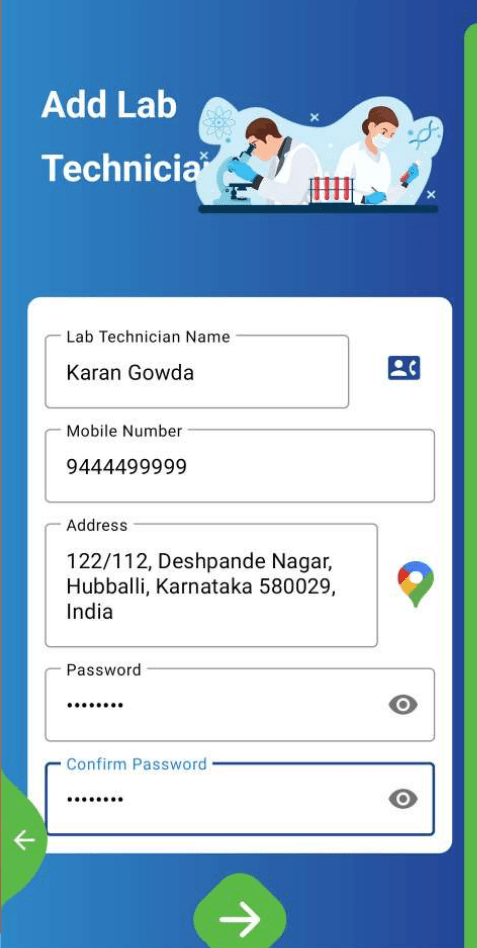 Add Lab
Technicia
Lab Technician Name
Karan Gowda
Mobile Number
9444499999
Address
122/112, Deshpande Nagar,
Hubballi, Karnataka 580029,
India
Password
••••••••
Confirm Password
••••••••